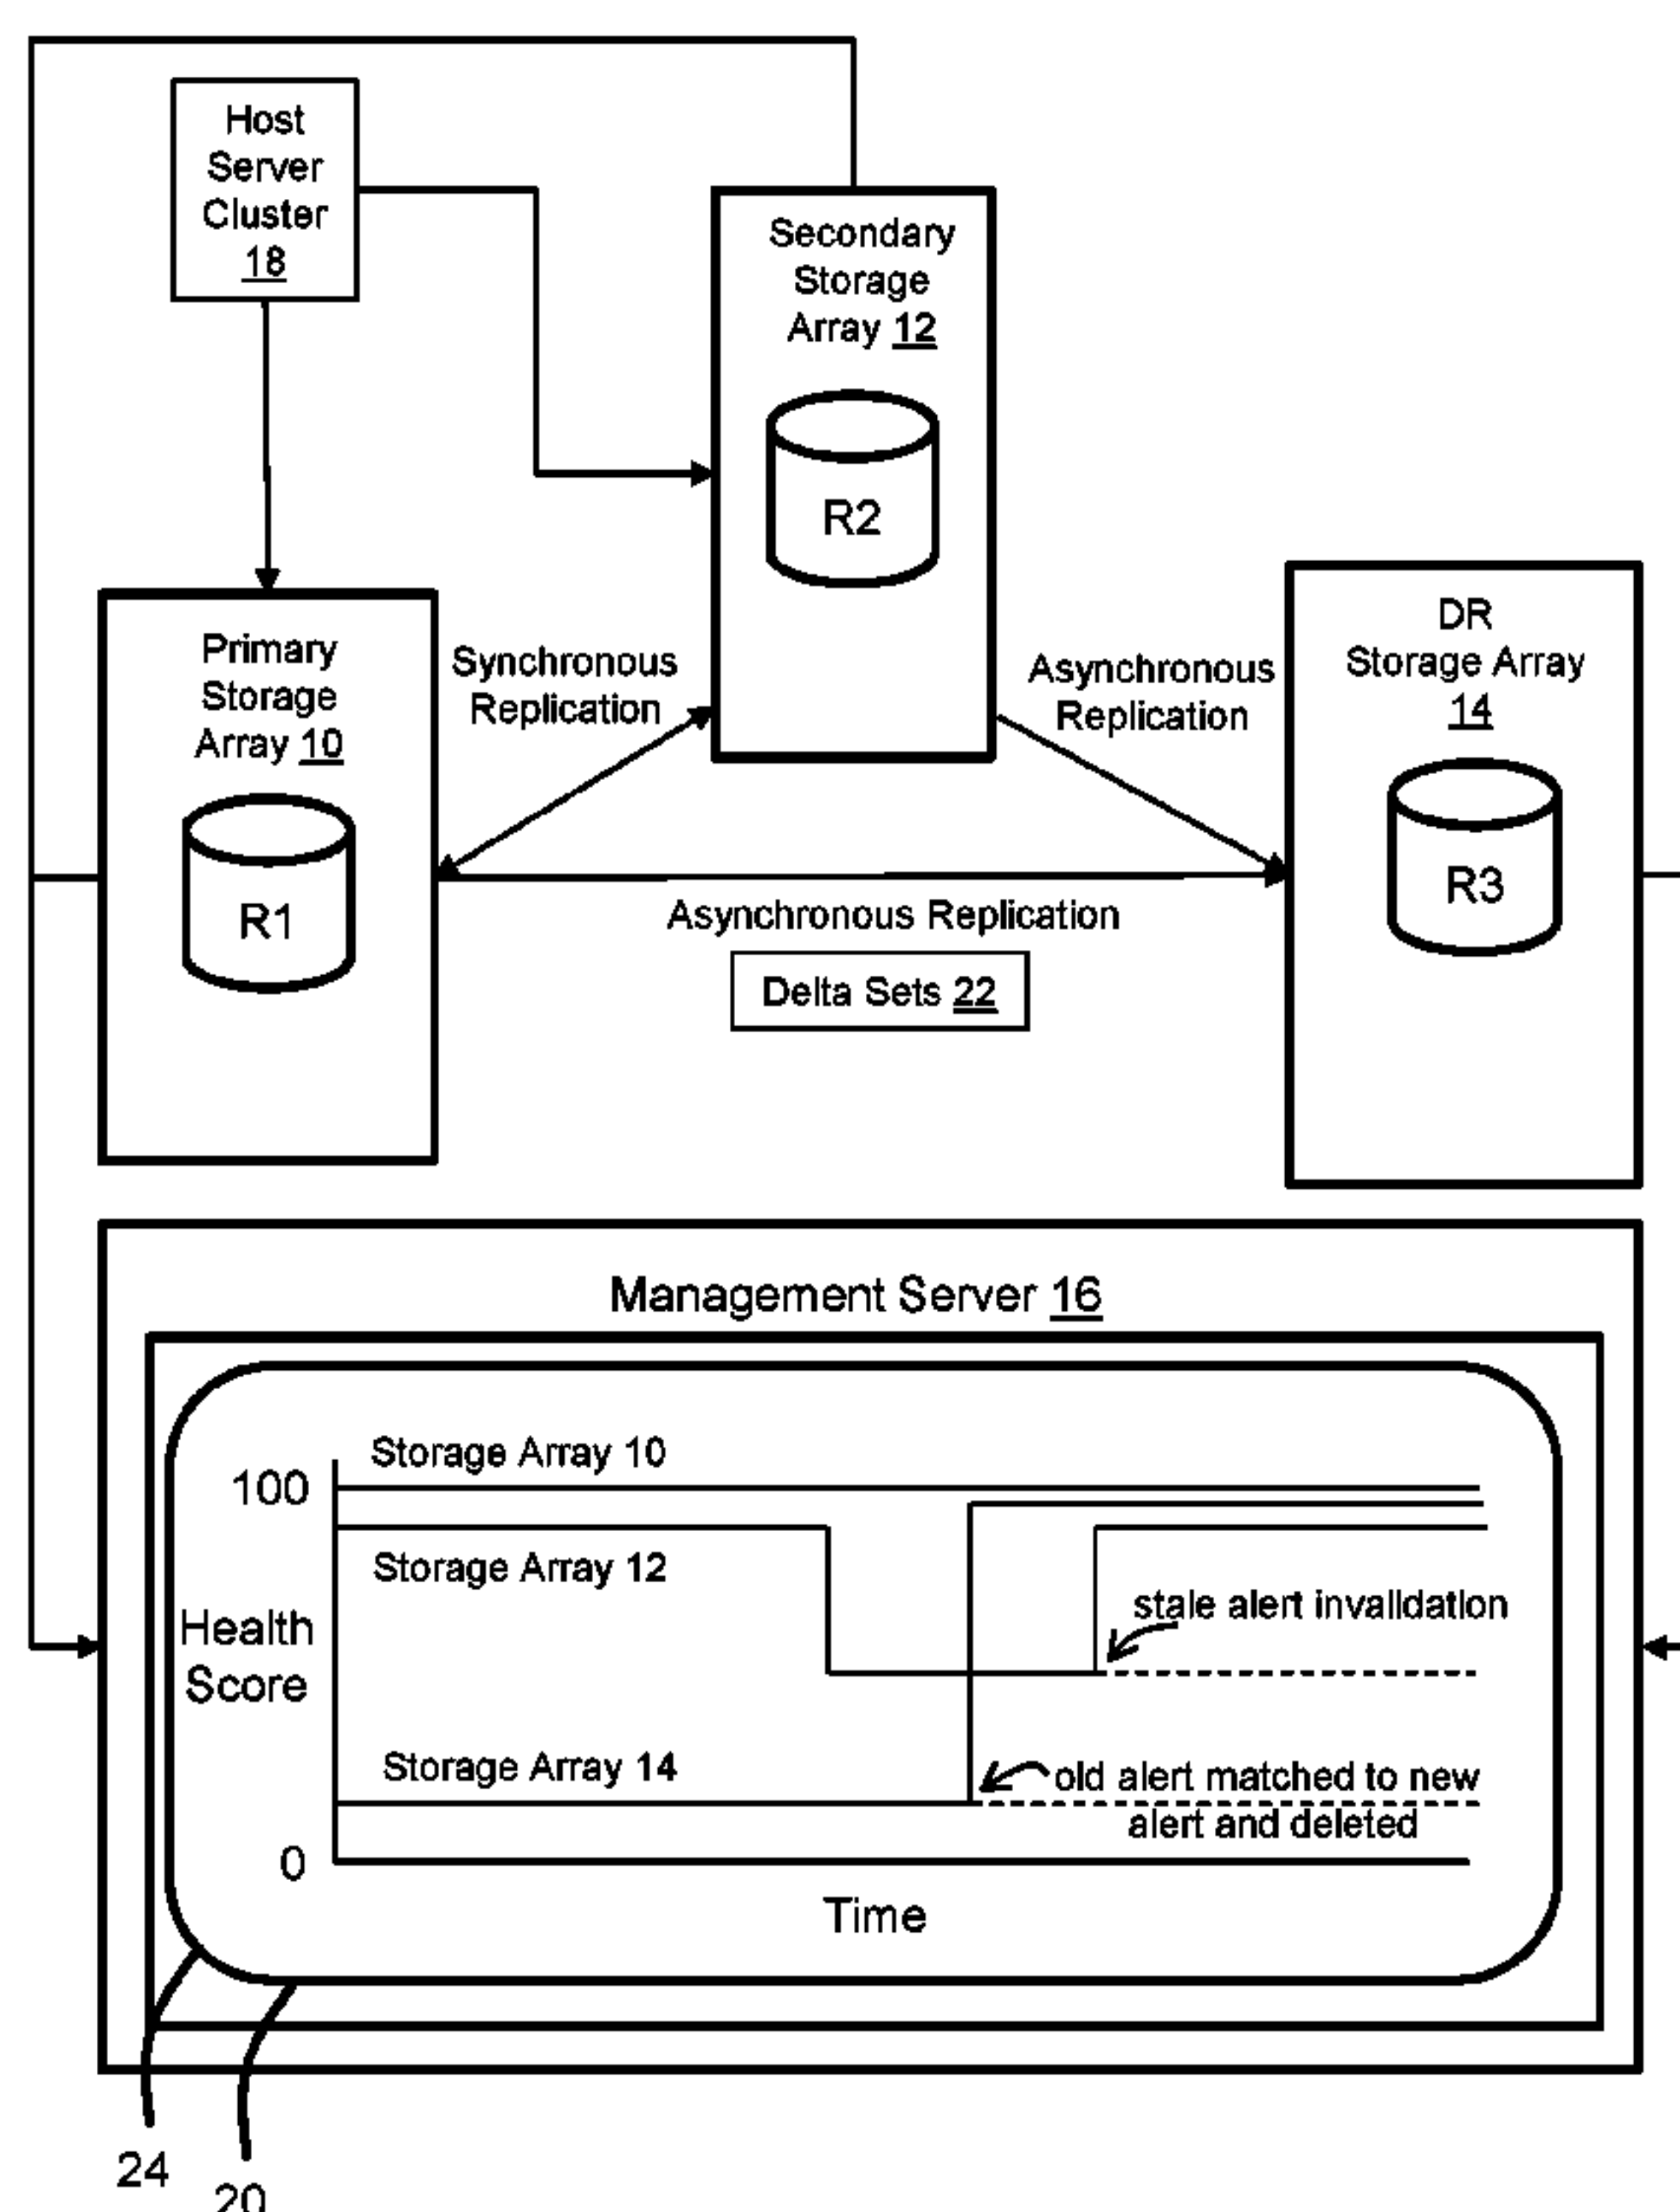 Host
Server
Cluster
18
Secondary
Storage
Array 12
R2
Primary
Storage
Array 10
R1
Synchronous
Replication
Asynchronous
Replication
DR
Storage Array
14
R3
Asynchronous Replication
Delta Sets 22
Management Server 16
Storage Array 10
100
Storage Array 12
stale alert invalidation
Health
Score
Storage Array 14
old alert matched to new
alert and deleted
0
Time
24
20